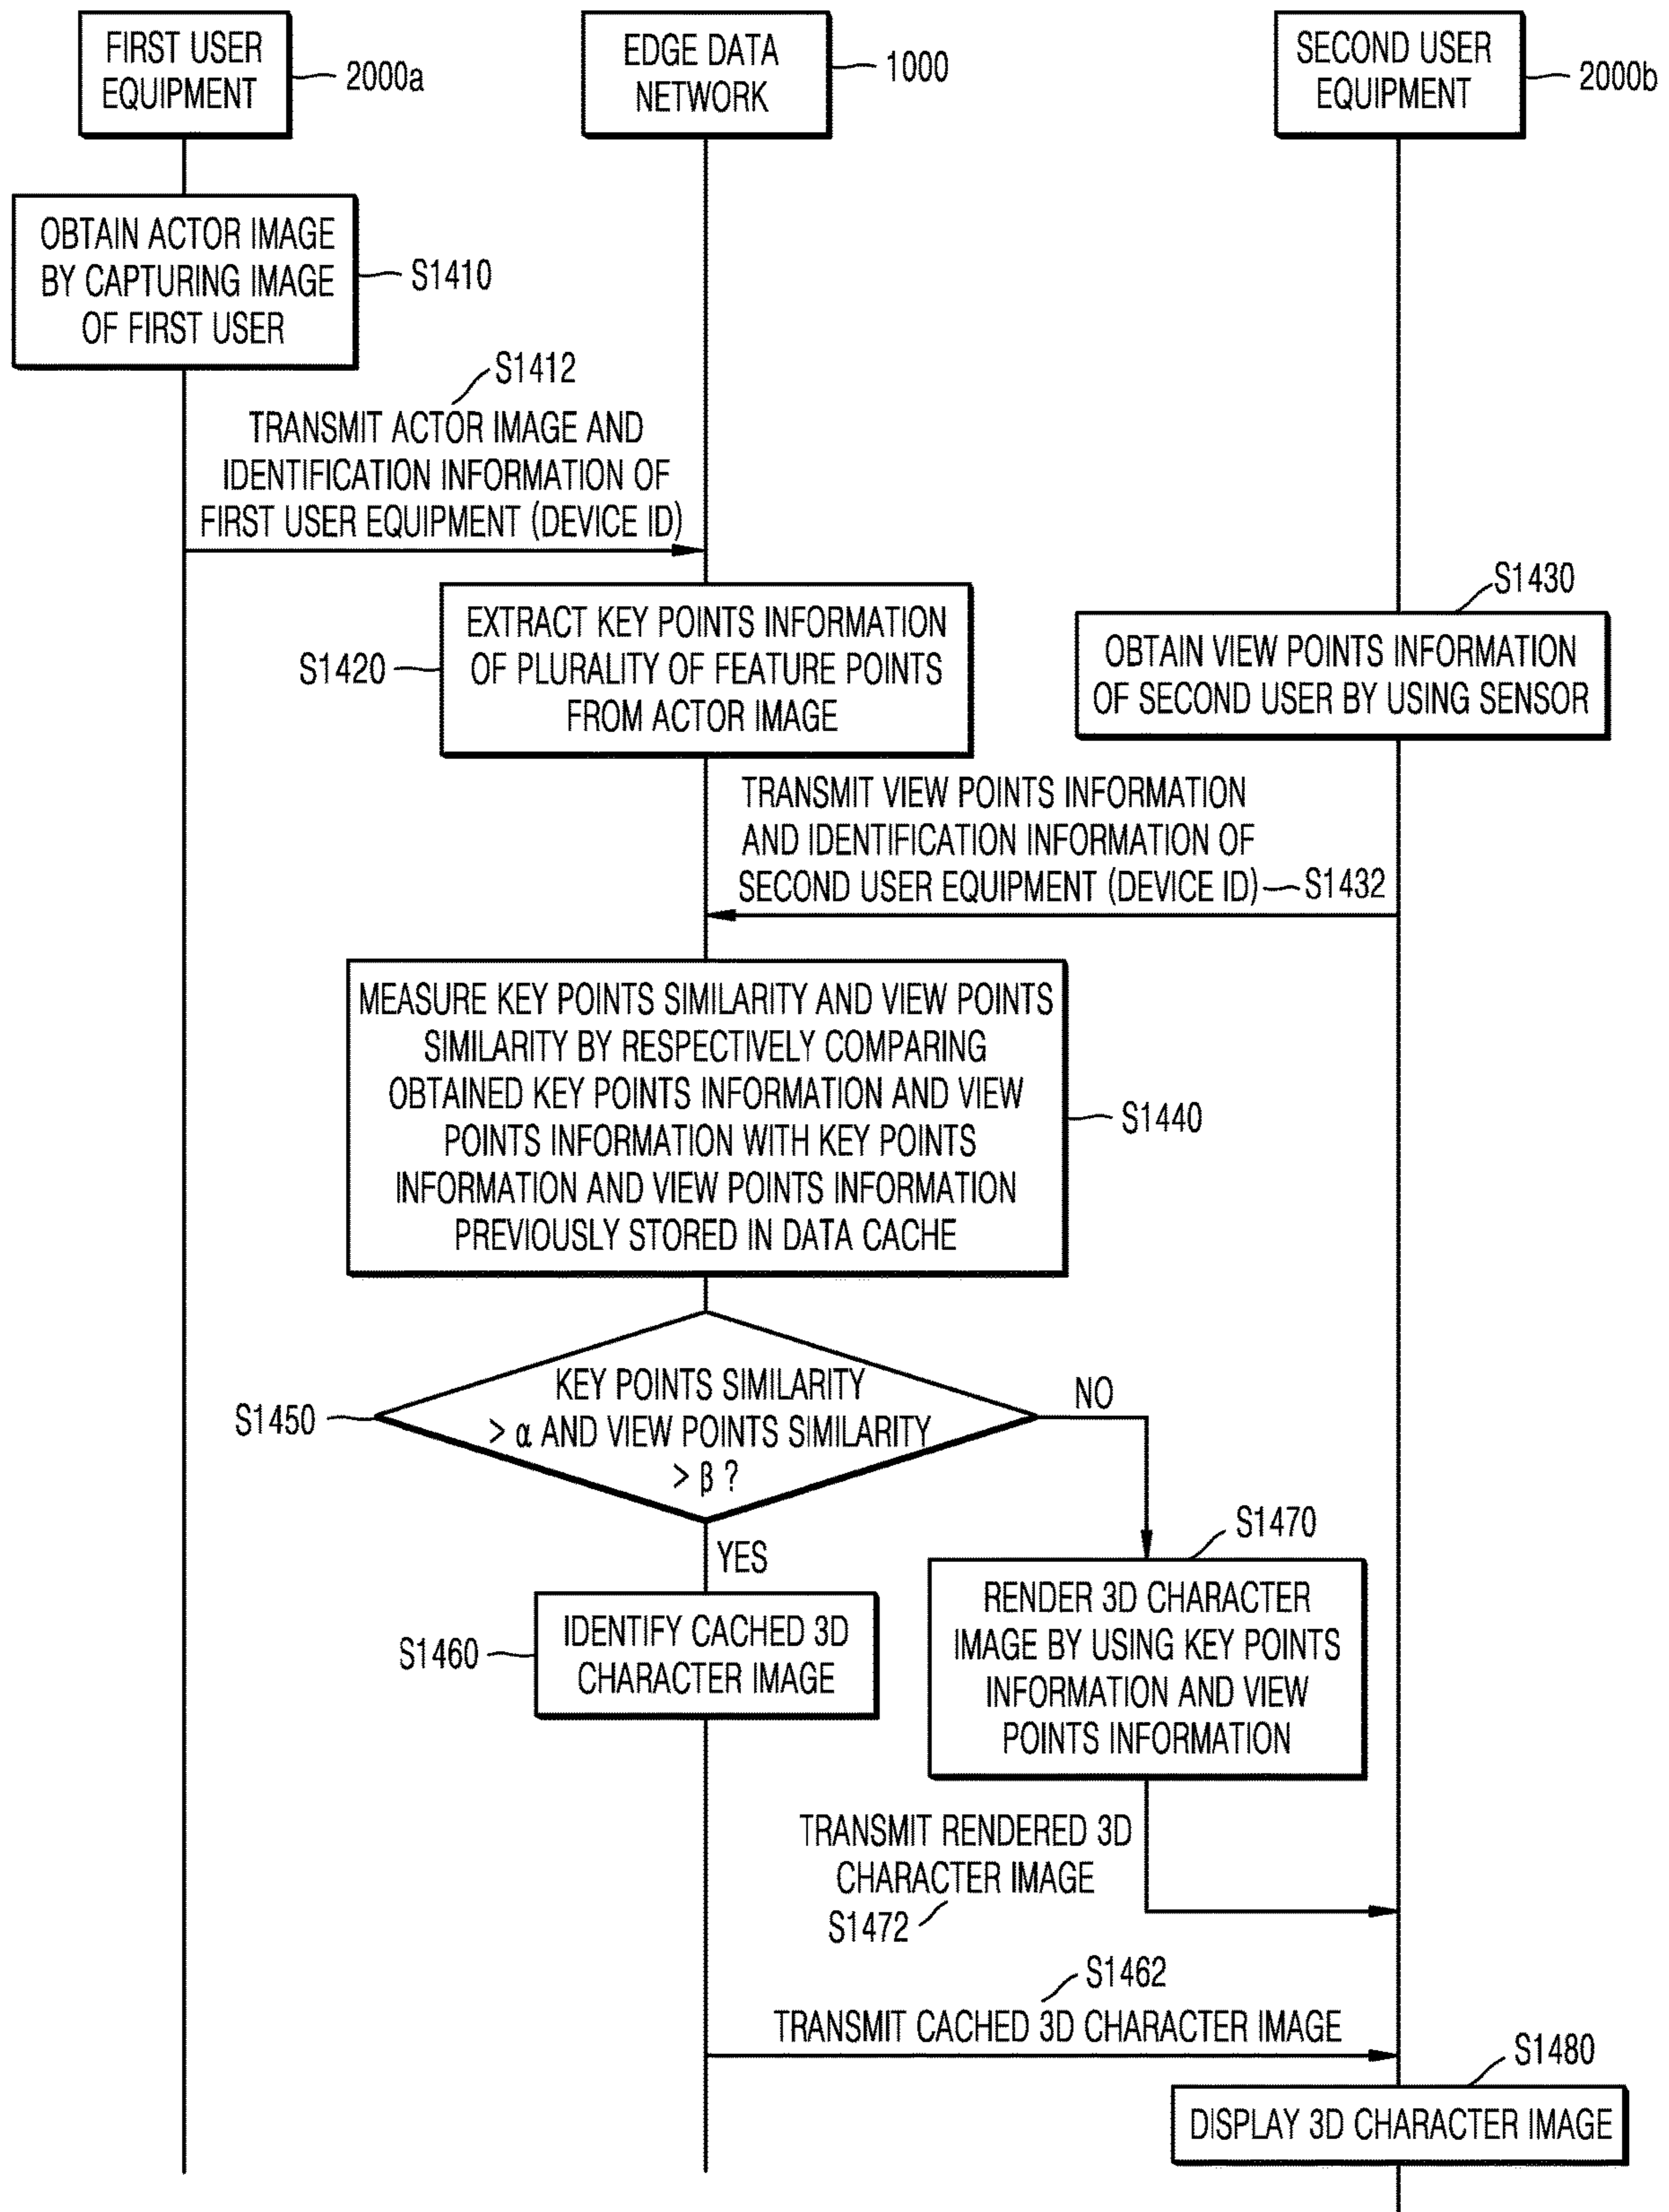 FIRST USER
EQUIPMENT
2000a
EDGE DATA
NETWORK
1000
SECOND USER
EQUIPMENT
2000b
OBTAIN ACTOR IMAGE
BY CAPTURING IMAGE
OF FIRST USER
S1410
S1412
TRANSMIT ACTOR IMAGE AND
IDENTIFICATION INFORMATION OF
FIRST USER EQUIPMENT (DEVICE ID)
EXTRACT KEY POINTS INFORMATION
OF PLURALITY OF FEATURE POINTS
FROM ACTOR IMAGE
S1420
S1430
OBTAIN VIEW POINTS INFORMATION
OF SECOND USER BY USING SENSOR
TRANSMIT VIEW POINTS INFORMATION
AND IDENTIFICATION INFORMATION OF
SECOND USER EQUIPMENT (DEVICE ID)
S1432
MEASURE KEY POINTS SIMILARITY AND VIEW POINTS
SIMILARITY BY RESPECTIVELY COMPARING
OBTAINED KEY POINTS INFORMATION AND VIEW
POINTS INFORMATION WITH KEY POINTS
INFORMATION AND VIEW POINTS INFORMATION
PREVIOUSLY STORED IN DATA CACHE
S1440
KEY POINTS SIMILARITY
> α AND VIEW POINTS SIMILARITY
> β ?
S1450
NO
YES
S1470
RENDER 3D CHARACTER
IMAGE BY USING KEY POINTS
INFORMATION AND VIEW
POINTS INFORMATION
IDENTIFY CACHED 3D
CHARACTER IMAGE
S1460
TRANSMIT RENDERED 3D
CHARACTER IMAGE
S1472
S1462
TRANSMIT CACHED 3D CHARACTER IMAGE
S1480
DISPLAY 3D CHARACTER IMAGE